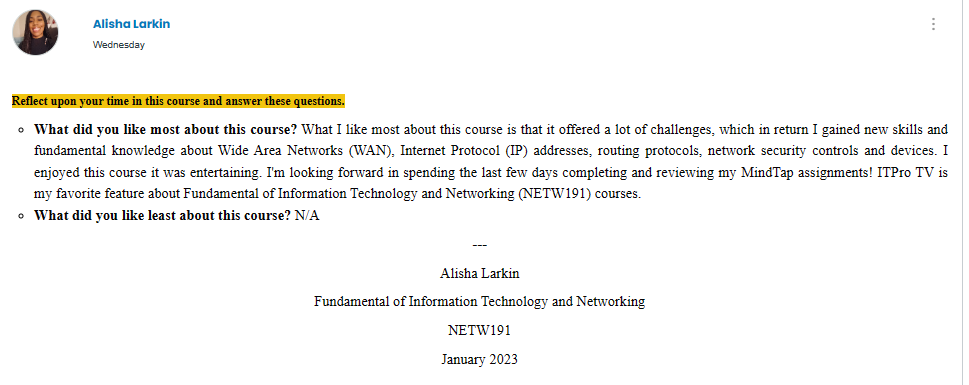 Alisha Larkin
Wednesday
Reflect upon your time in this course and answer these questions.
What did you like most about this course? What I like most about this course is that it offered a lot of challenges, which in return I gained new skills and
fundamental knowledge about Wide Area Networks (WAN), Internet Protocol (IP) addresses, routing protocols, network security controls and devices. I
enjoyed this course it was entertaining. I'm looking forward in spending the last few days completing and reviewing my MindTap assignments! ITPro TV is
my favorite feature about Fundamental of Information Technology and Networking (NETW191) courses.
What did you like least about this course? N/A
---
Alisha Larkin
Fundamental of Information Technology and Networking
NETW191
January 2023